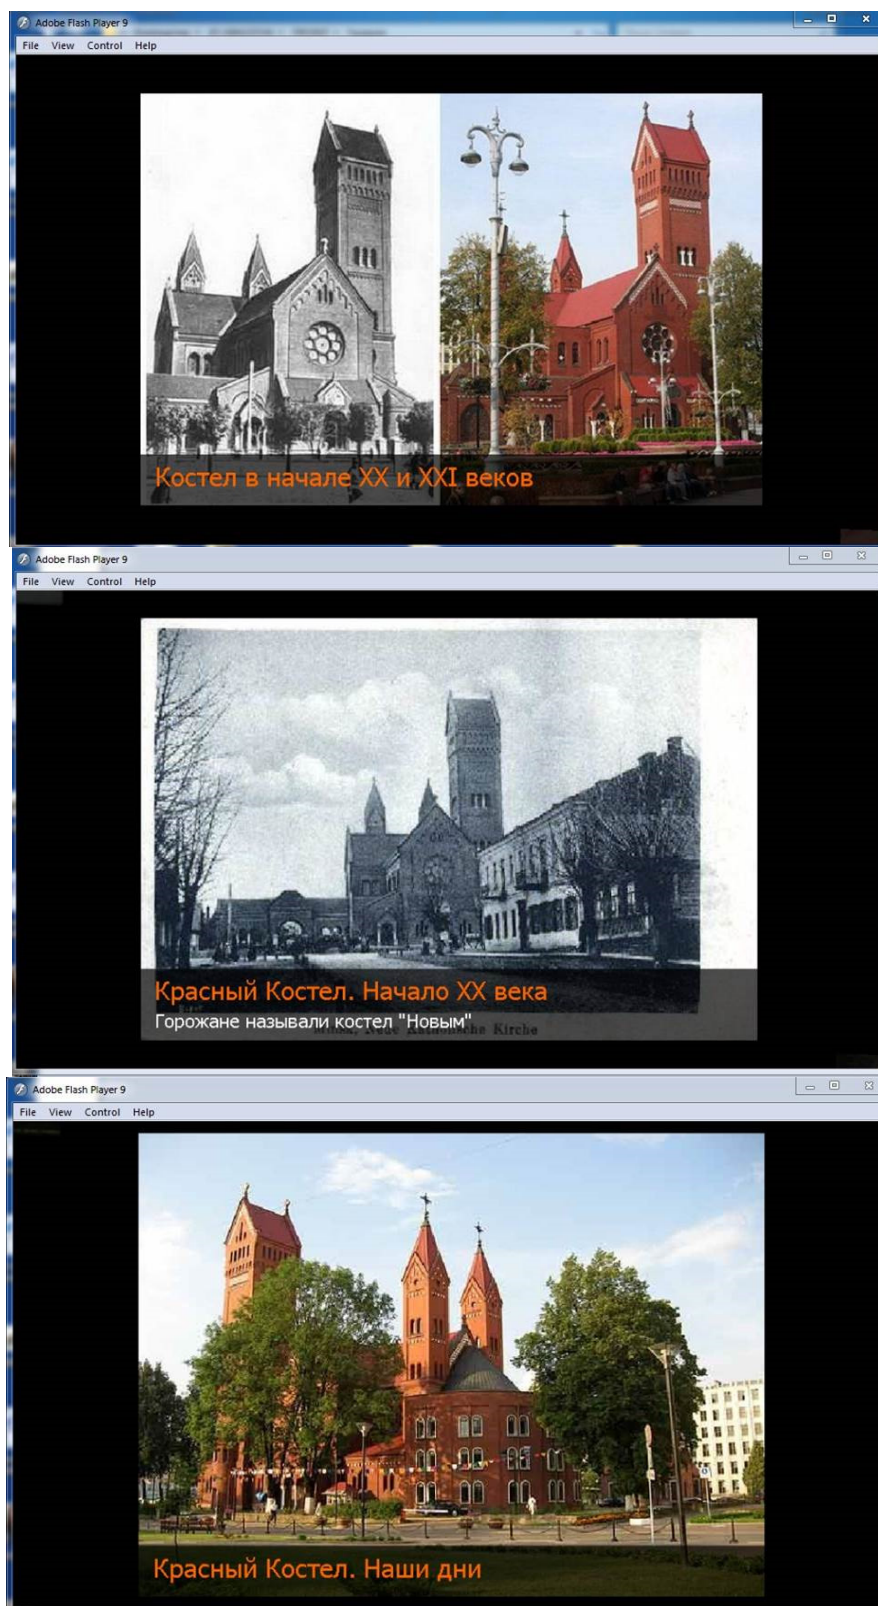 Adobe Flash Player 9
File View Control Help
Костел в начале XX и XXI веков
Adobe Flash Player 9
File View Control Help
Красный Костел. Начало XX века
Горожане называли костел "Новым"
Kirche
Adobe Flash Player 9
File View Control Help
Красный Костел. Наши дни